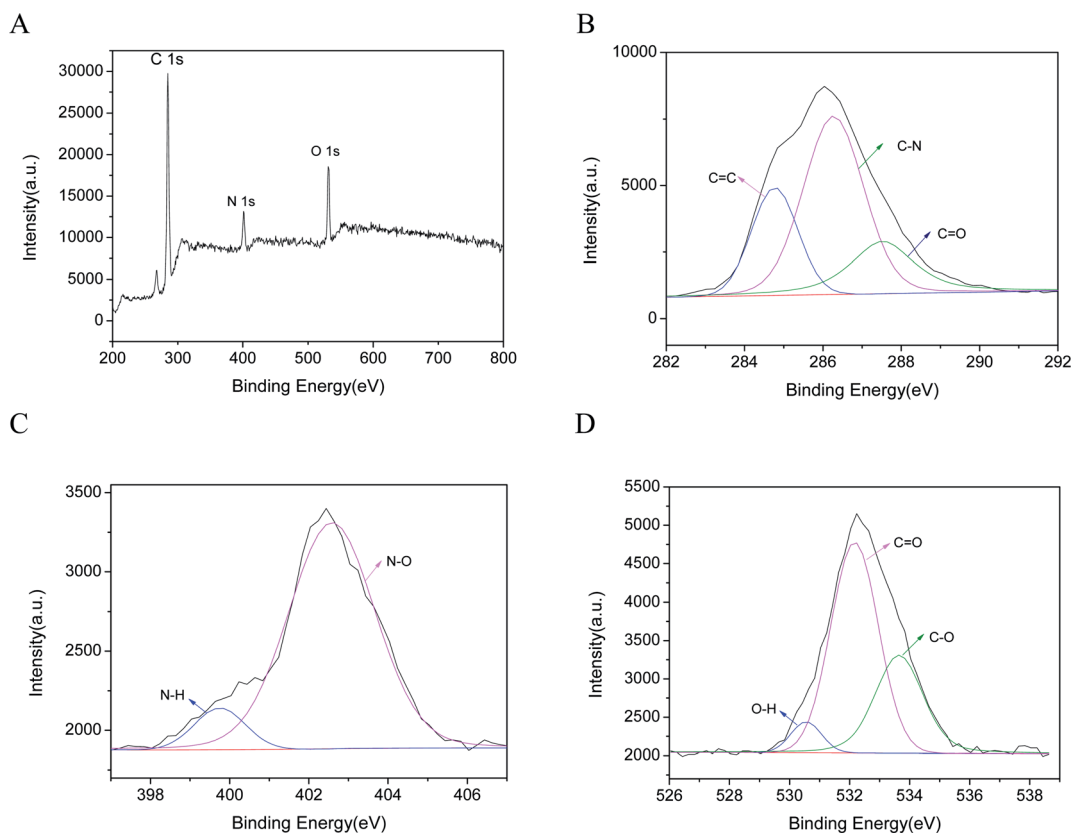 A
C 1s
N 1s
O 1s
30000
25000
20000
15000
10000
5000
0
Intensity(a.u.)
200 300 400 500 600 700 800
Binding Energy(eV)
B
10000
5000
0
Intensity(a.u.)
C=C
C-N
C=O
282 284 286 288 290 292
Binding Energy(eV)
C
3500
3000
2500
2000
Intensity(a.u.)
N-O
N-H
398 400 402 404 406
Binding Energy(eV)
D
5500
5000
4500
4000
3500
3000
2500
2000
Intensity(a.u.)
C=O
C-O
O-H
526 528 530 532 534 536 538
Binding Energy(eV)